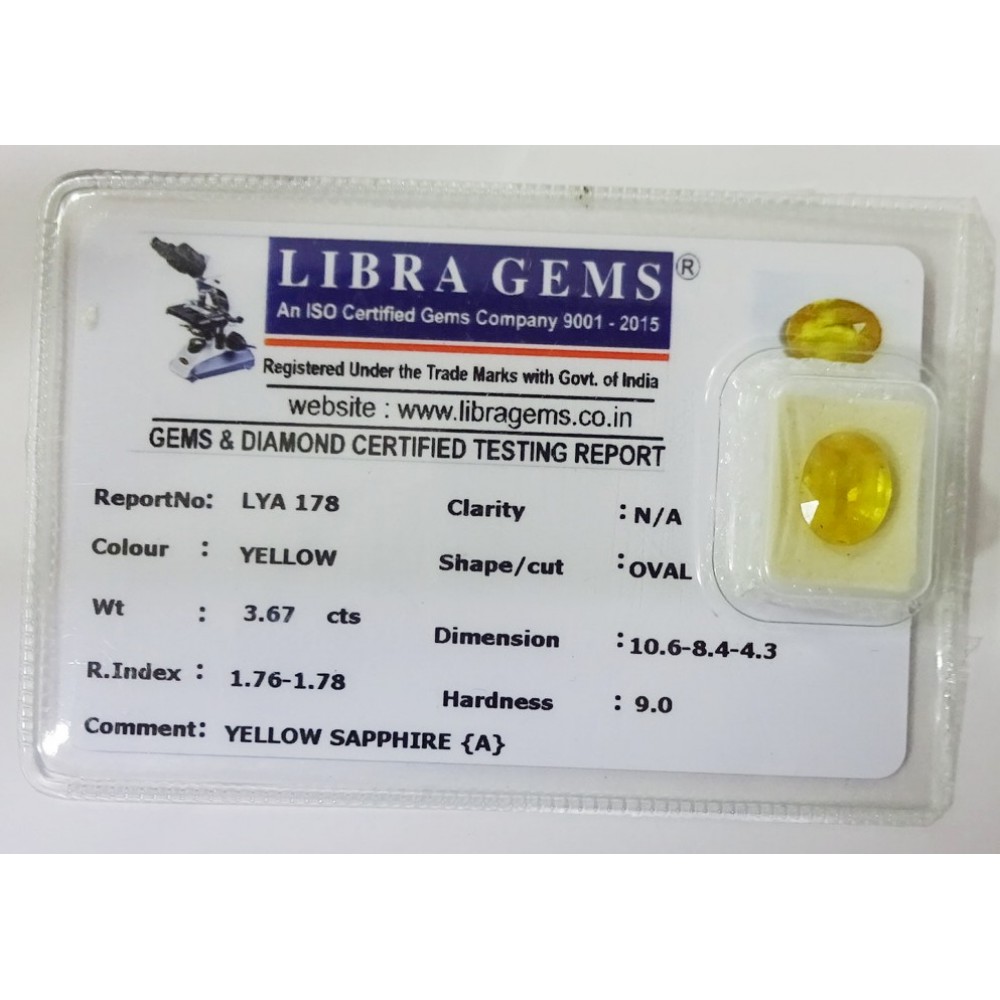 LIBRA GEMS ®
An ISO Certified Gems Company 9001 - 2015
Registered Under the Trade Marks with Govt. of India
website : www.libragems.co.in
GEMS & DIAMOND CERTIFIED TESTING REPORT
ReportNo: LYA 178 Clarity : N/A
Colour : YELLOW Shape/cut : OVAL
Wt : 3.67 cts Dimension : 10.6-8.4-4.3
R.Index : 1.76-1.78 Hardness : 9.0
Comment: YELLOW SAPPHIRE {A}